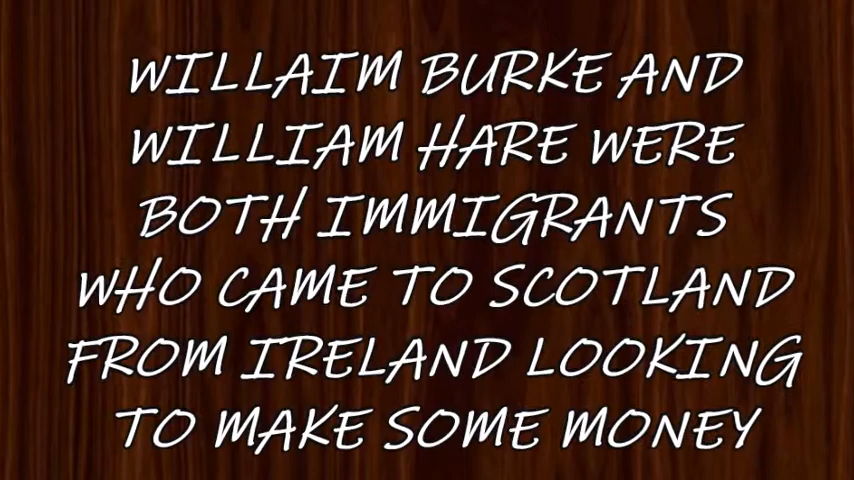 WILLAIM BURKE AND
WILLIAM HARE WERE
BOTH IMMIGRANTS
WHO CAME TO SCOTLAND
FROM IRELAND LOOKING
TO MAKE SOME MONEY